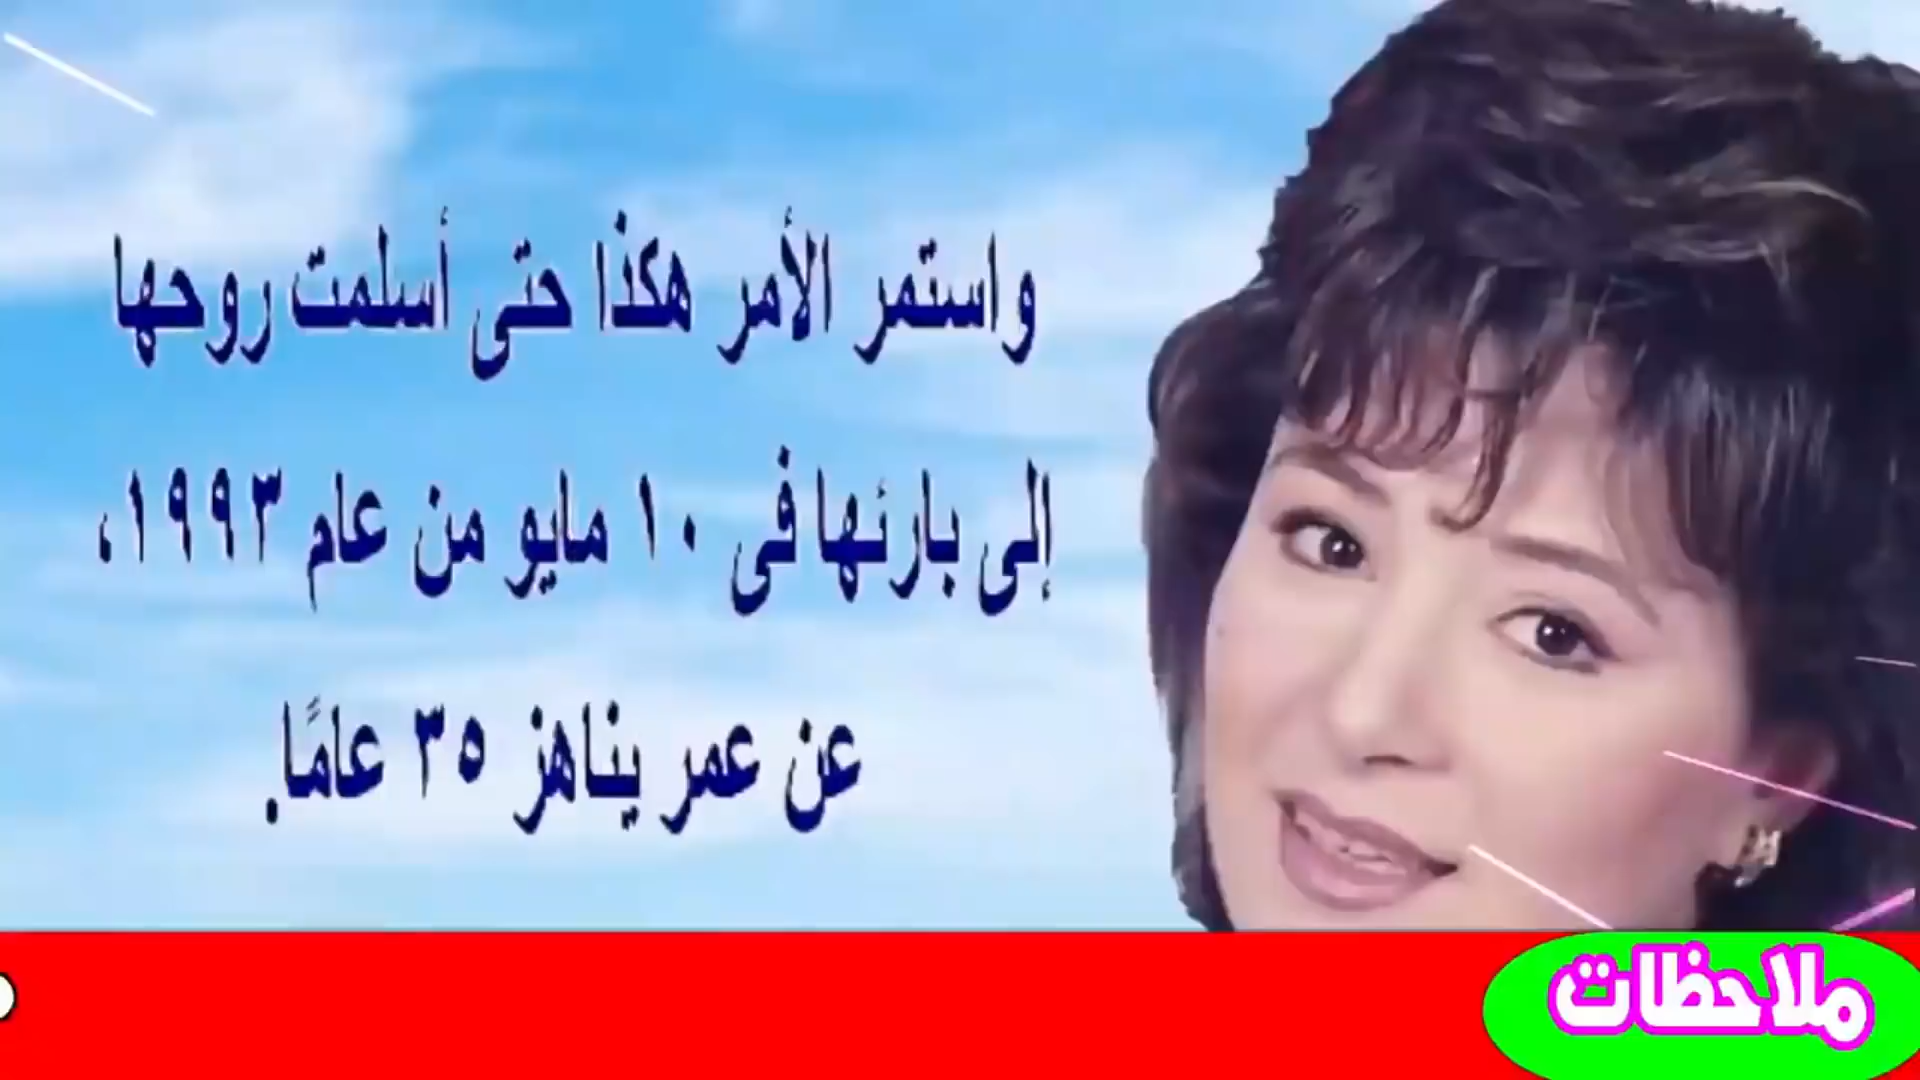 واستمر الأمر هكذا حتى أسلمت روحها
إلى بارئها فى ١٠ مايو من عام ١٩٩٣،
عن عمر يناهز ٣٥ عامًا.
ملاحظات